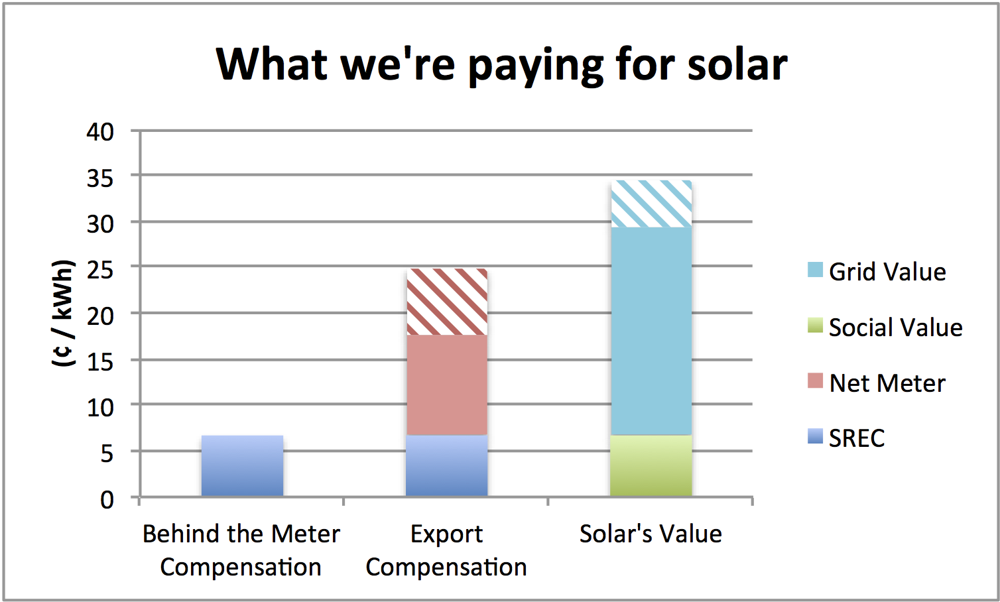 What we're paying for solar
40
35
30
25
20
15
10
5
0
(¢ / kWh)
Behind the Meter
Compensation
Export
Compensation
Solar's Value
Grid Value
Social Value
Net Meter
SREC